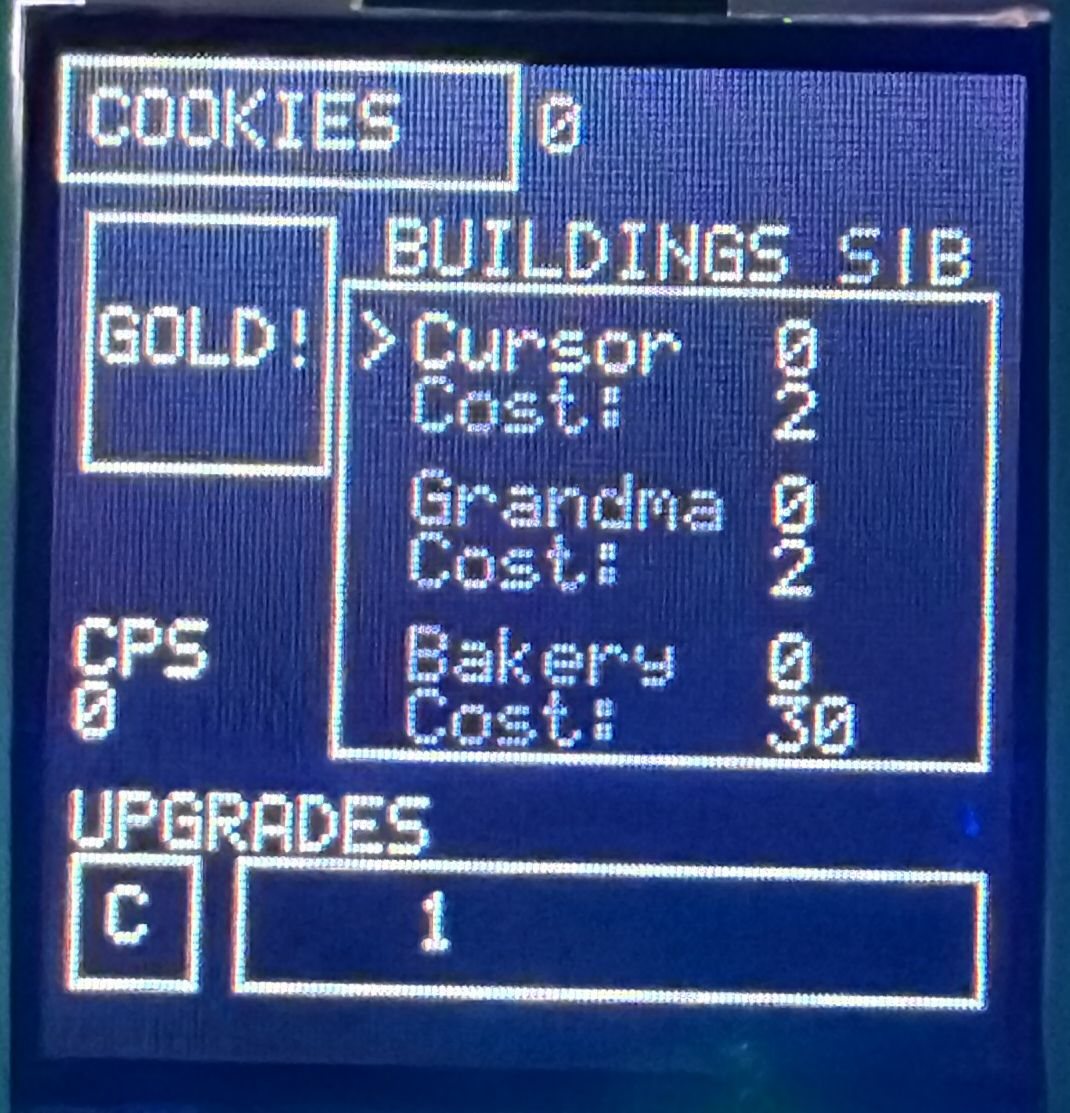 COOKIES 0
BUILDINGS S|B
GOLD!
>Cursor 0
Cost: 2
Grandma 0
Cost: 2
Bakery 0
Cost: 30
CPS
0
UPGRADES
C 1